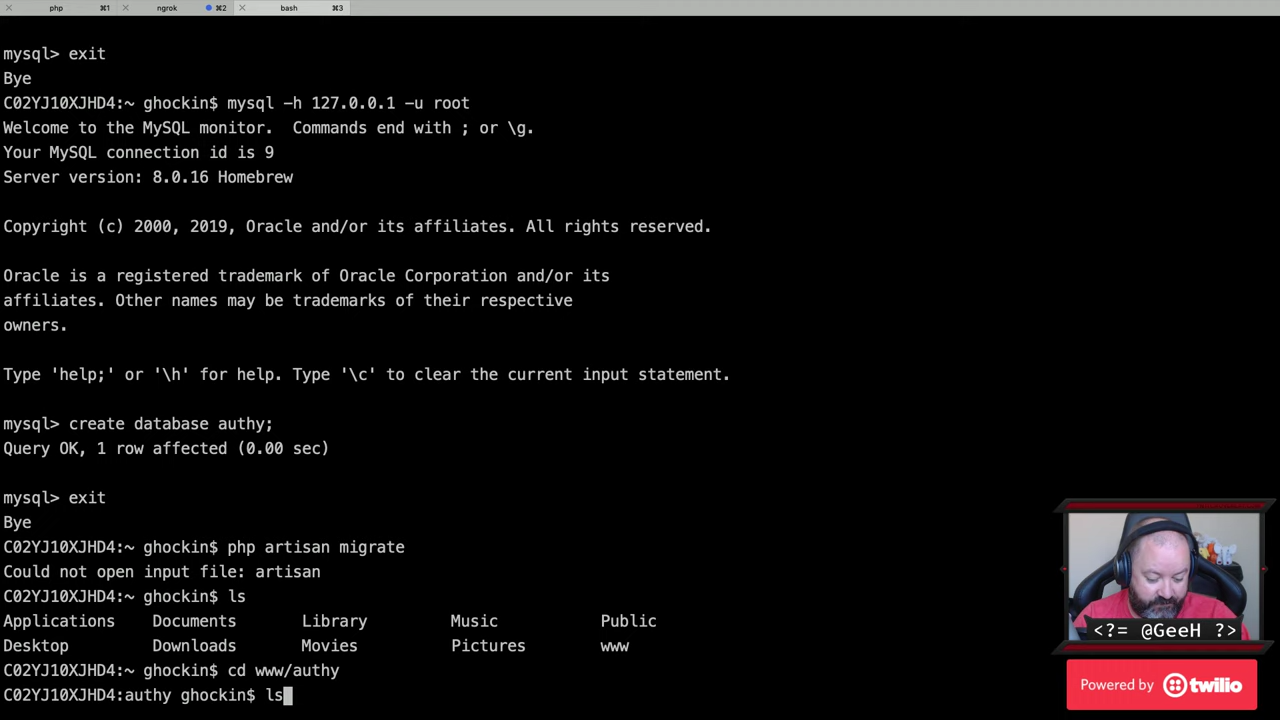 php ⌘1 ngrok ⌘2 bash ⌘3
mysql> exit
Bye
C02YJ10XJHD4:~ ghockin$ mysql -h 127.0.0.1 -u root
Welcome to the MySQL monitor.  Commands end with ; or \g.
Your MySQL connection id is 9
Server version: 8.0.16 Homebrew
Copyright (c) 2000, 2019, Oracle and/or its affiliates. All rights reserved.
Oracle is a registered trademark of Oracle Corporation and/or its
affiliates. Other names may be trademarks of their respective
owners.
Type 'help;' or '\h' for help. Type '\c' to clear the current input statement.
mysql> create database authy;
Query OK, 1 row affected (0.00 sec)
mysql> exit
Bye
C02YJ10XJHD4:~ ghockin$ php artisan migrate
Could not open input file: artisan
C02YJ10XJHD4:~ ghockin$ ls
Applications Documents Library Music Public
Desktop Downloads Movies Pictures www
C02YJ10XJHD4:~ ghockin$ cd www/authy
C02YJ10XJHD4:authy ghockin$ ls
<?= @GeeH ?>
Powered by twilio